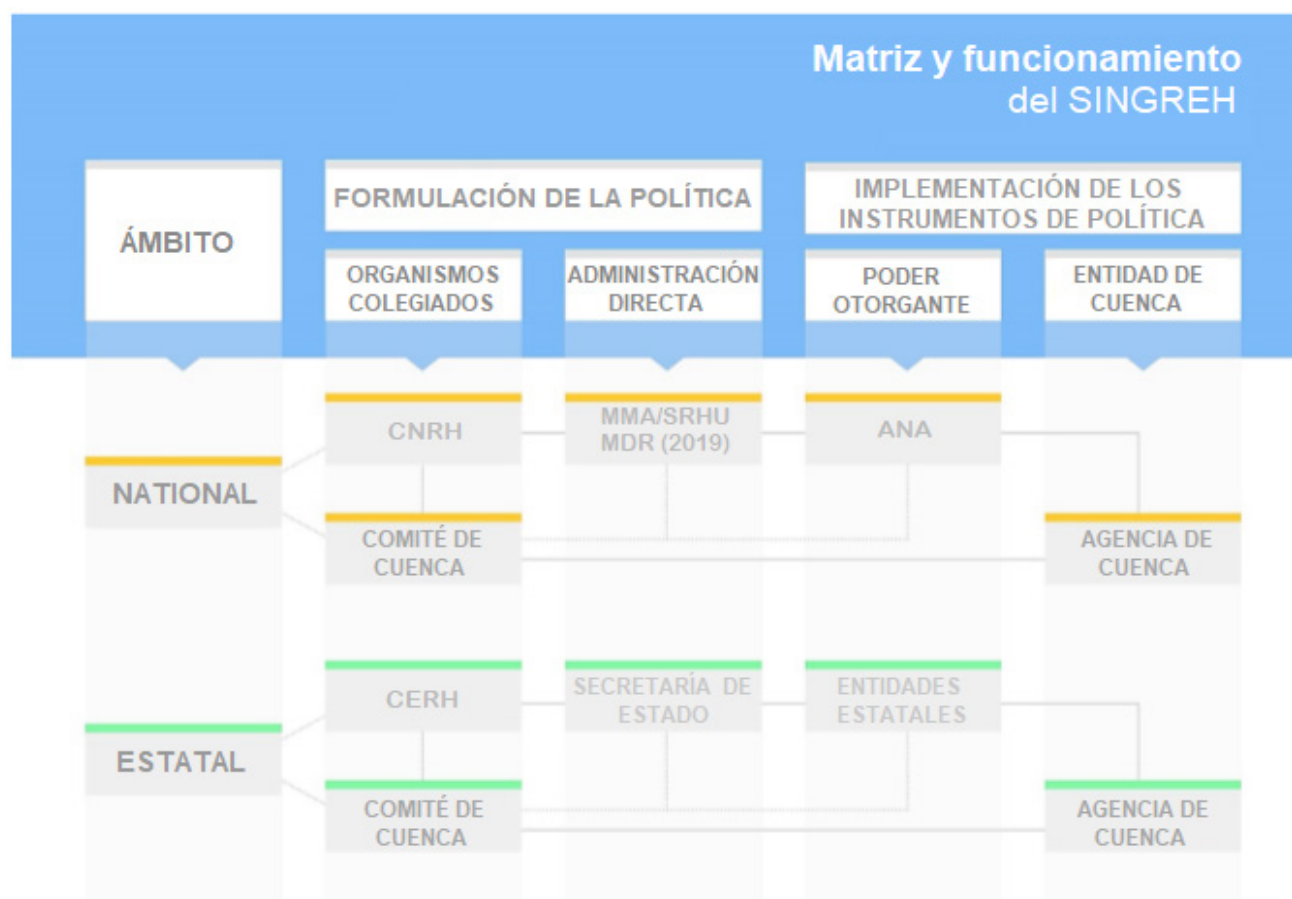 Matriz y funcionamiento
del SINGREH
ÁMBITO
FORMULACIÓN DE LA POLÍTICA
IMPLEMENTACIÓN DE LOS
INSTRUMENTOS DE POLÍTICA
ORGANISMOS
COLEGIADOS
ADMINISTRACIÓN
DIRECTA
PODER
OTORGANTE
ENTIDAD DE
CUENCA
NATIONAL
CNRH
MMA/SRHU
MDR (2019)
ANA
COMITÉ DE
CUENCA
AGENCIA DE
CUENCA
ESTATAL
CERH
SECRETARÍA DE
ESTADO
ENTIDADES
ESTATALES
COMITÉ DE
CUENCA
AGENCIA DE
CUENCA